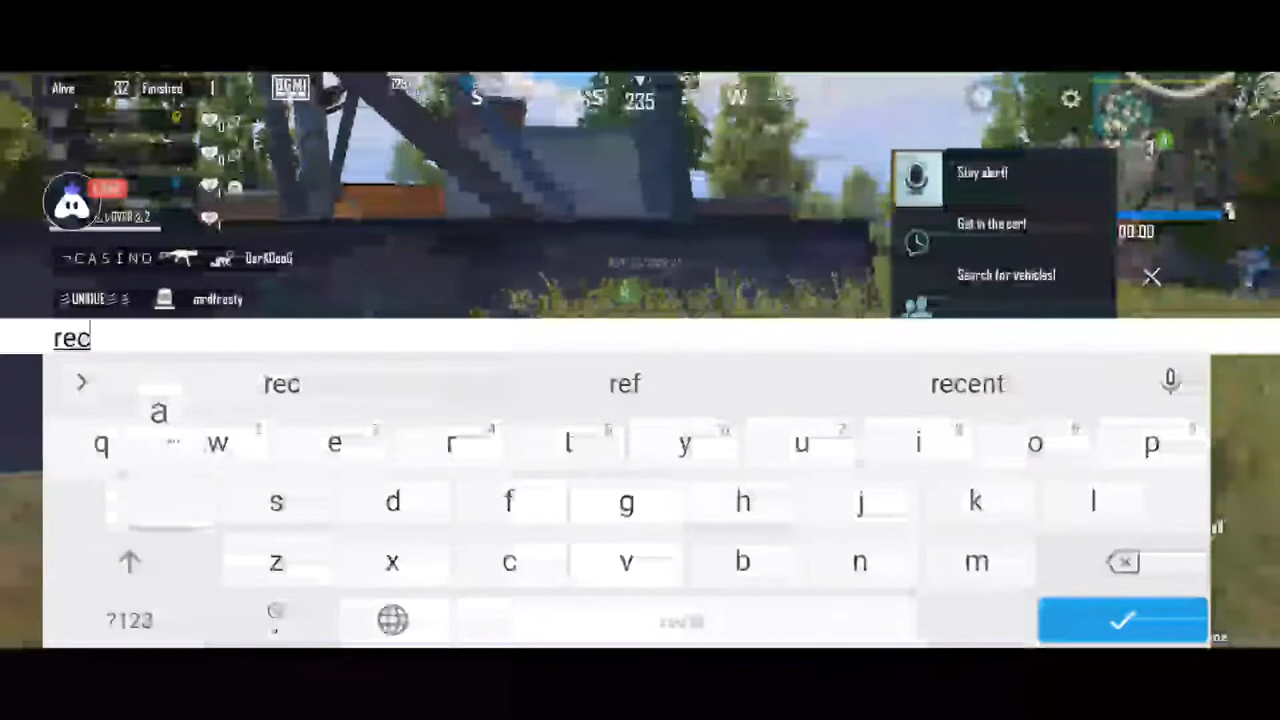 Alive 32 Finished 1
BGMI
S
235
W
Stay alert!
Get in the car!
Search for vehicles!
00:00
CASINO DarKDooG
UNIQUE mrdfrosty
rec
rec ref recent
a
q w e r t y u i o p
s d f g h j k l
z x c v b n m
?123